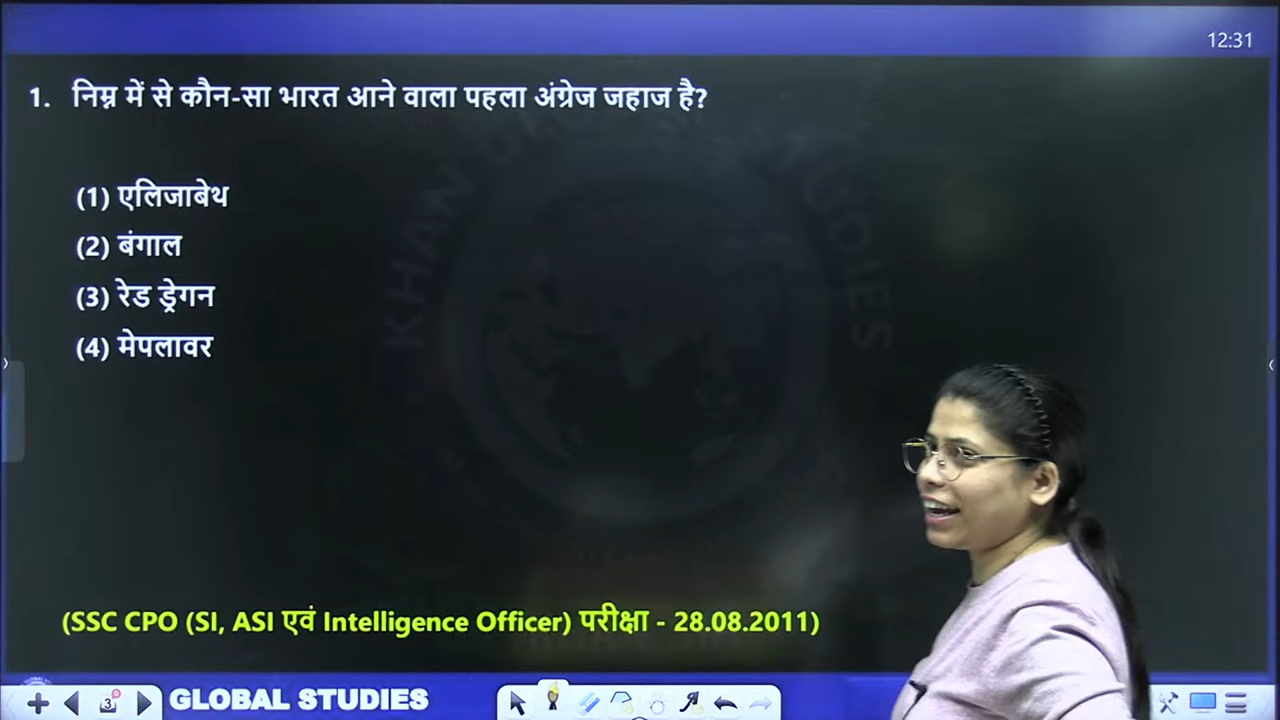 12:31
1. निम्न में से कौन-सा भारत आने वाला पहला अंग्रेज जहाज है?
(1) एलिजाबेथ
(2) बंगाल
(3) रेड ड्रेगन
(4) मेपलावर
(SSC CPO (SI, ASI एवं Intelligence Officer) परीक्षा - 28.08.2011)
3
GLOBAL STUDIES